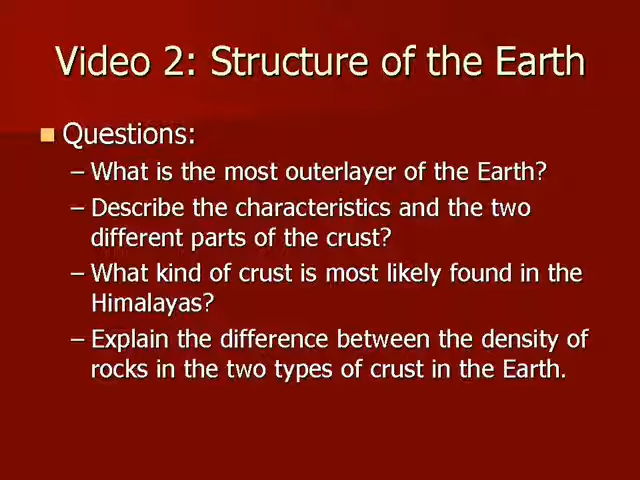 Video 2: Structure of the Earth
Questions:
– What is the most outerlayer of the Earth?
– Describe the characteristics and the two
different parts of the crust?
– What kind of crust is most likely found in the
Himalayas?
– Explain the difference between the density of
rocks in the two types of crust in the Earth.